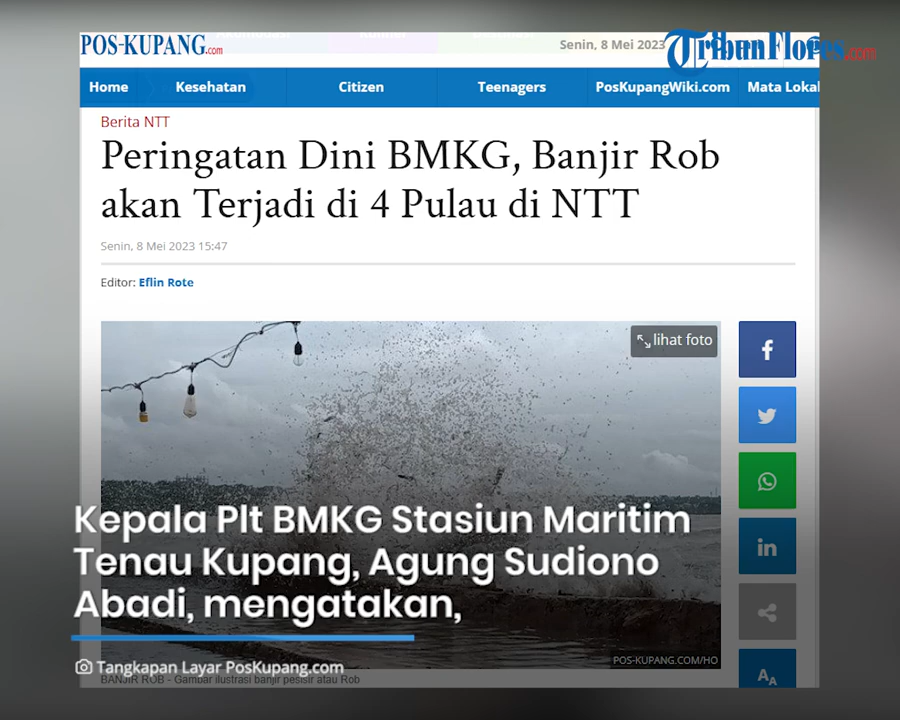 POS-KUPANG.com
Senin, 8 Mei 2023
TribunFlores.com
Home Kesehatan Citizen Teenagers PosKupangWiki.com Mata Lokal
Berita NTT
Peringatan Dini BMKG, Banjir Rob
akan Terjadi di 4 Pulau di NTT
Senin, 8 Mei 2023 15:47
Editor: Eflin Rote
lihat foto
Kepala Plt BMKG Stasiun Maritim
Tenau Kupang, Agung Sudiono
Abadi, mengatakan,
POS-KUPANG.COM/HO
Tangkapan Layar PosKupang.com
BANJIR ROB - Gambar ilustrasi banjir pesisir atau Rob
AA